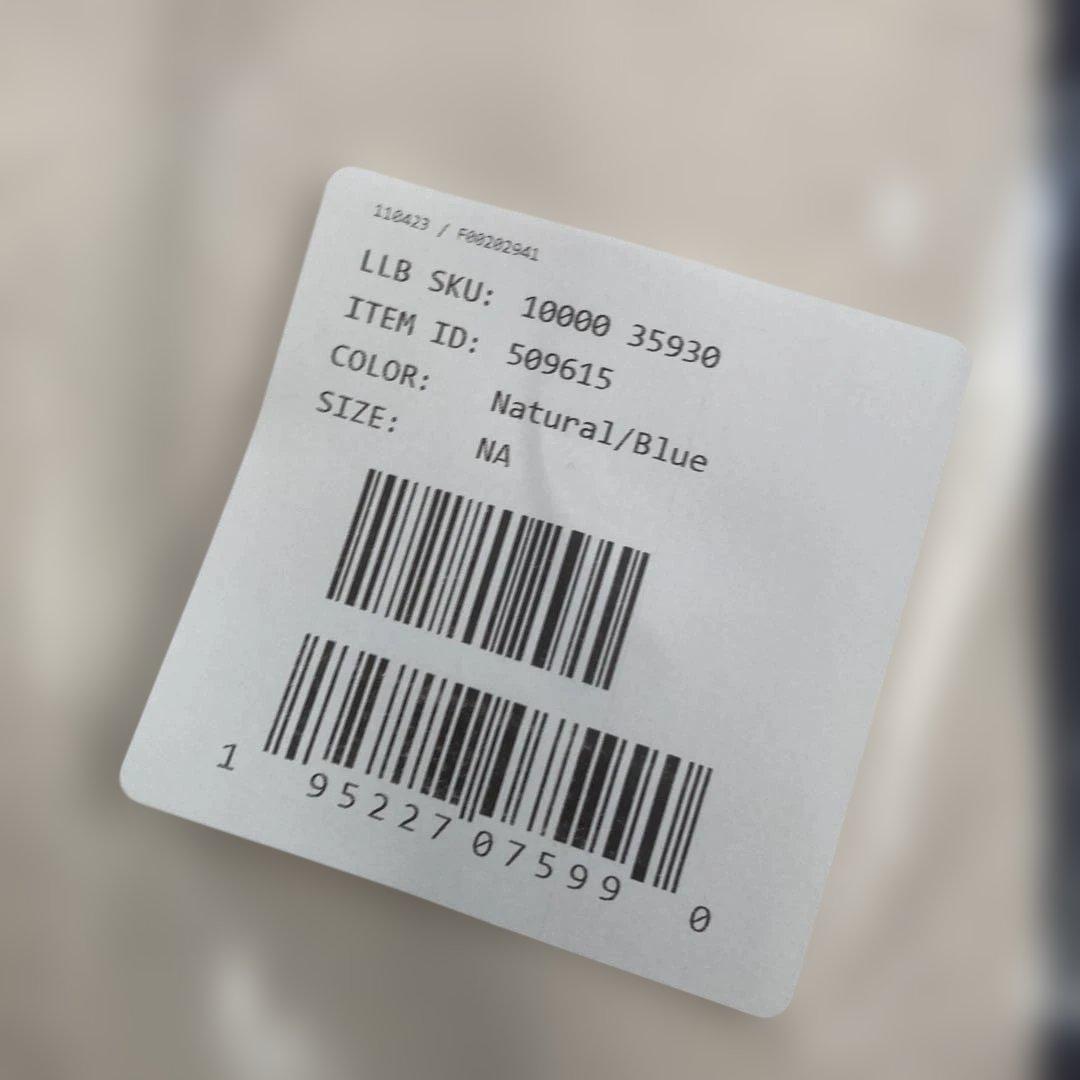 110423 / F00202941
LLB SKU: 10000 35930
ITEM ID: 509615
COLOR: Natural/Blue
SIZE: NA
1 95227 07599 0